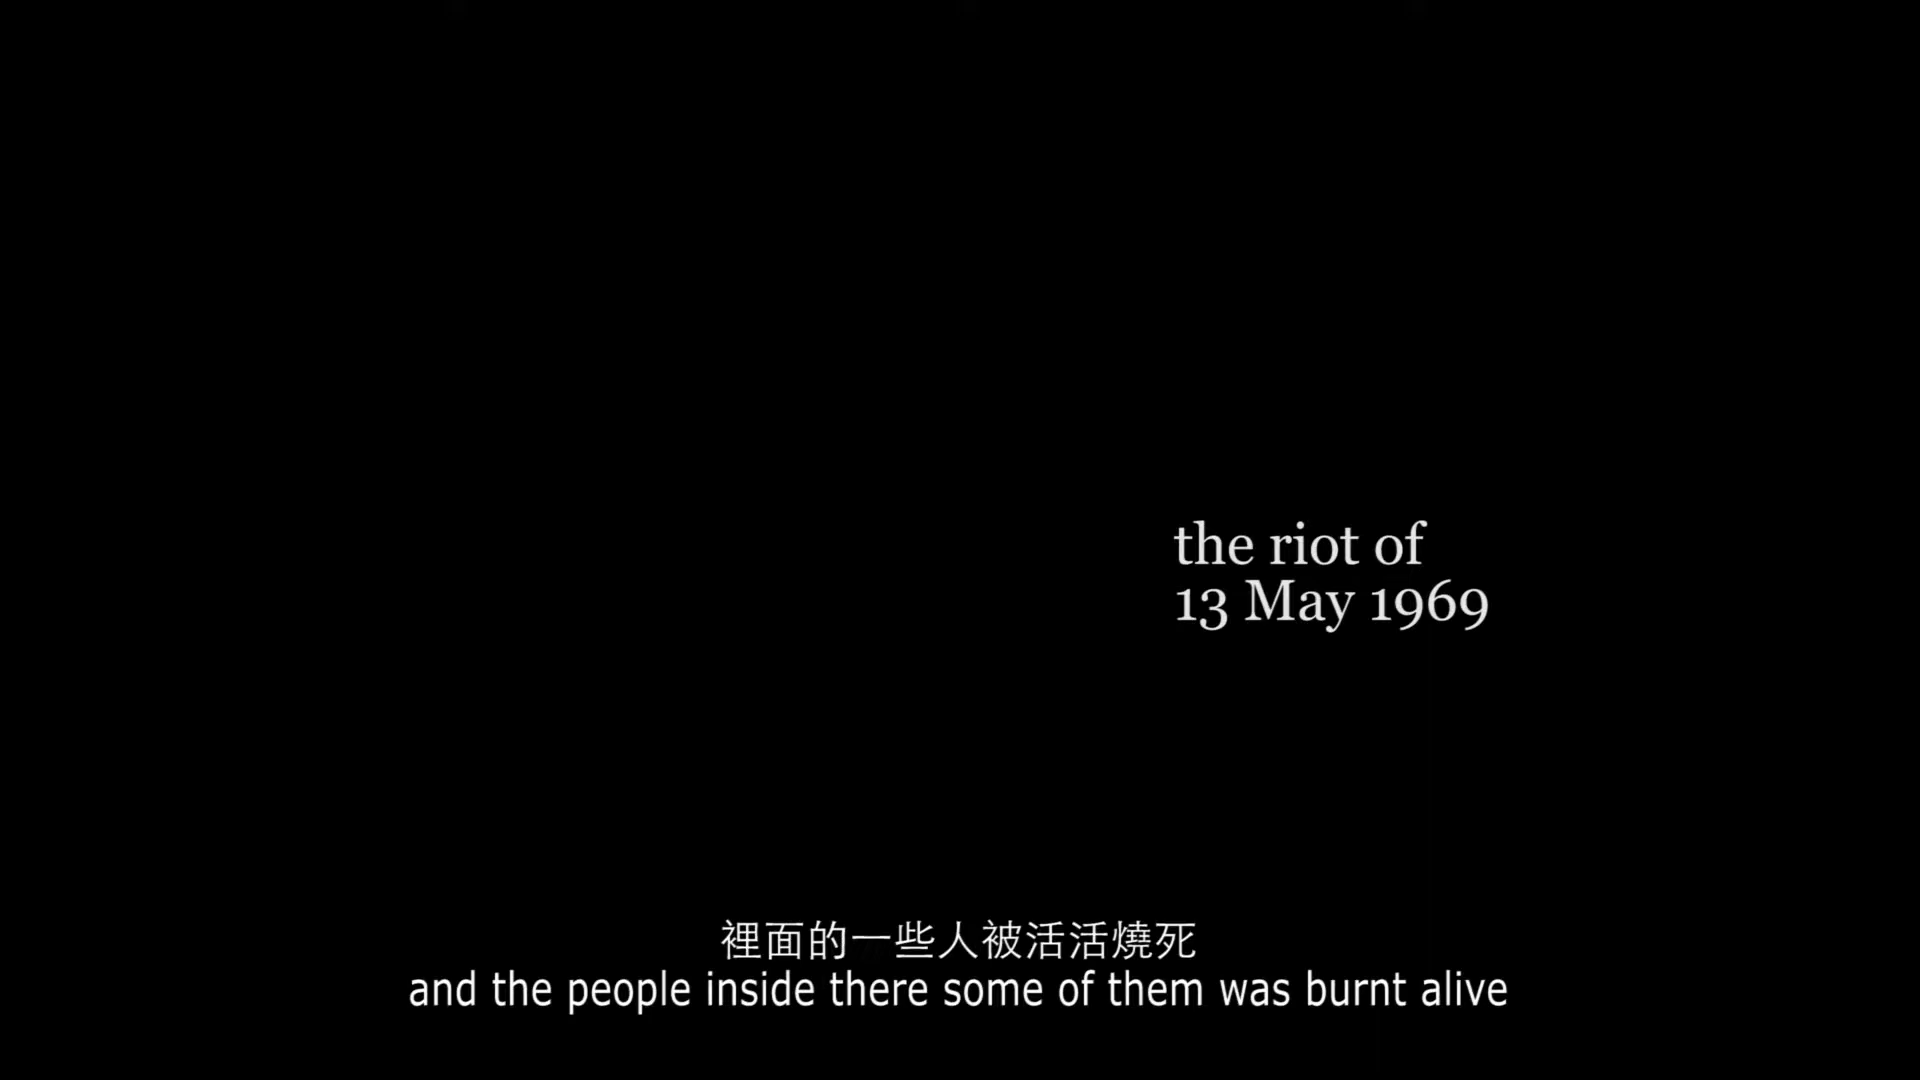 the riot of
13 May 1969
裡面的一些人被活活燒死
and the people inside there some of them was burnt alive